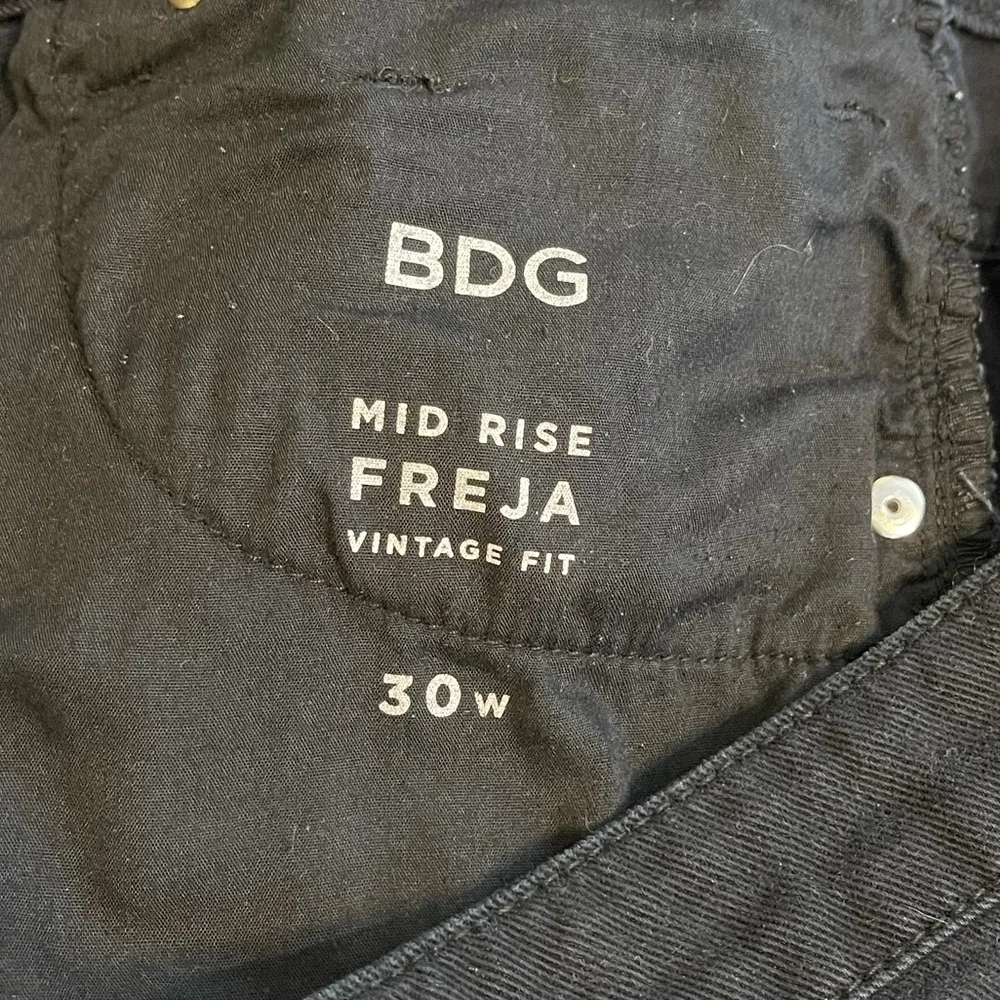 BDG
MID RISE
FREJA
VINTAGE FIT
30W